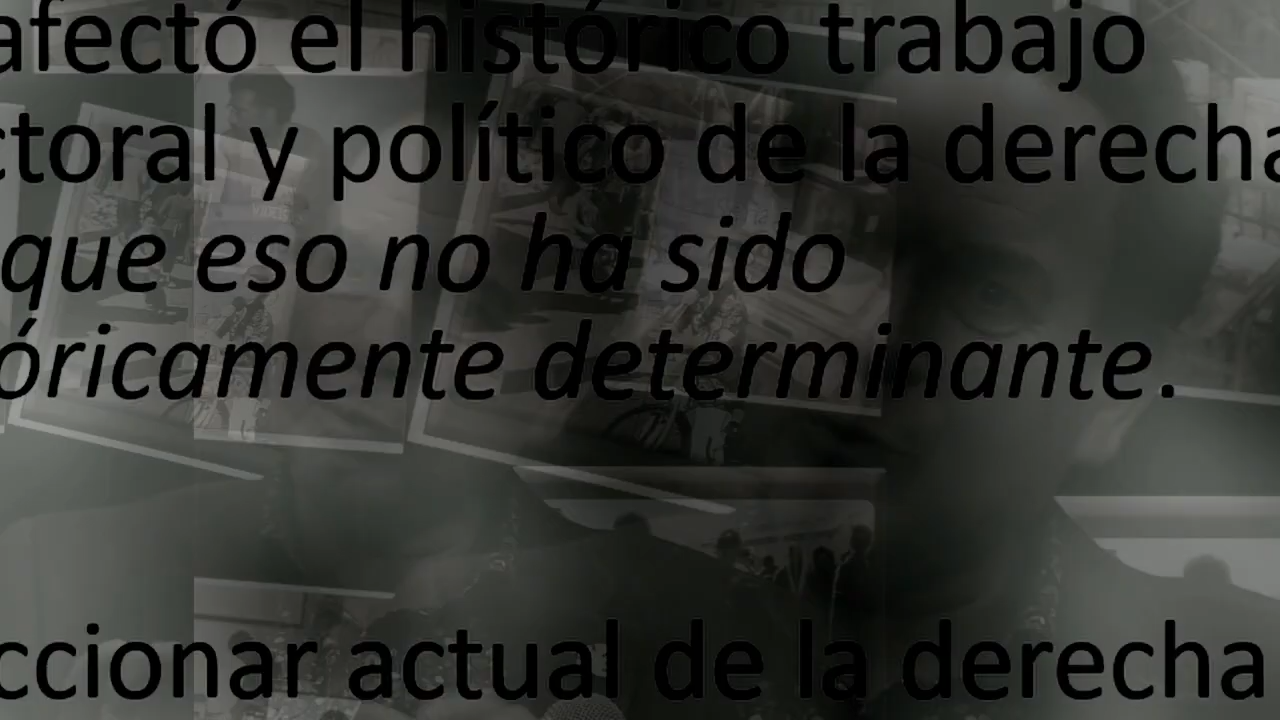 afectó el histórico trabajo
ctoral y político de la derecha
que eso no ha sido
óricamente determinante.
ccionar actual de la derecha